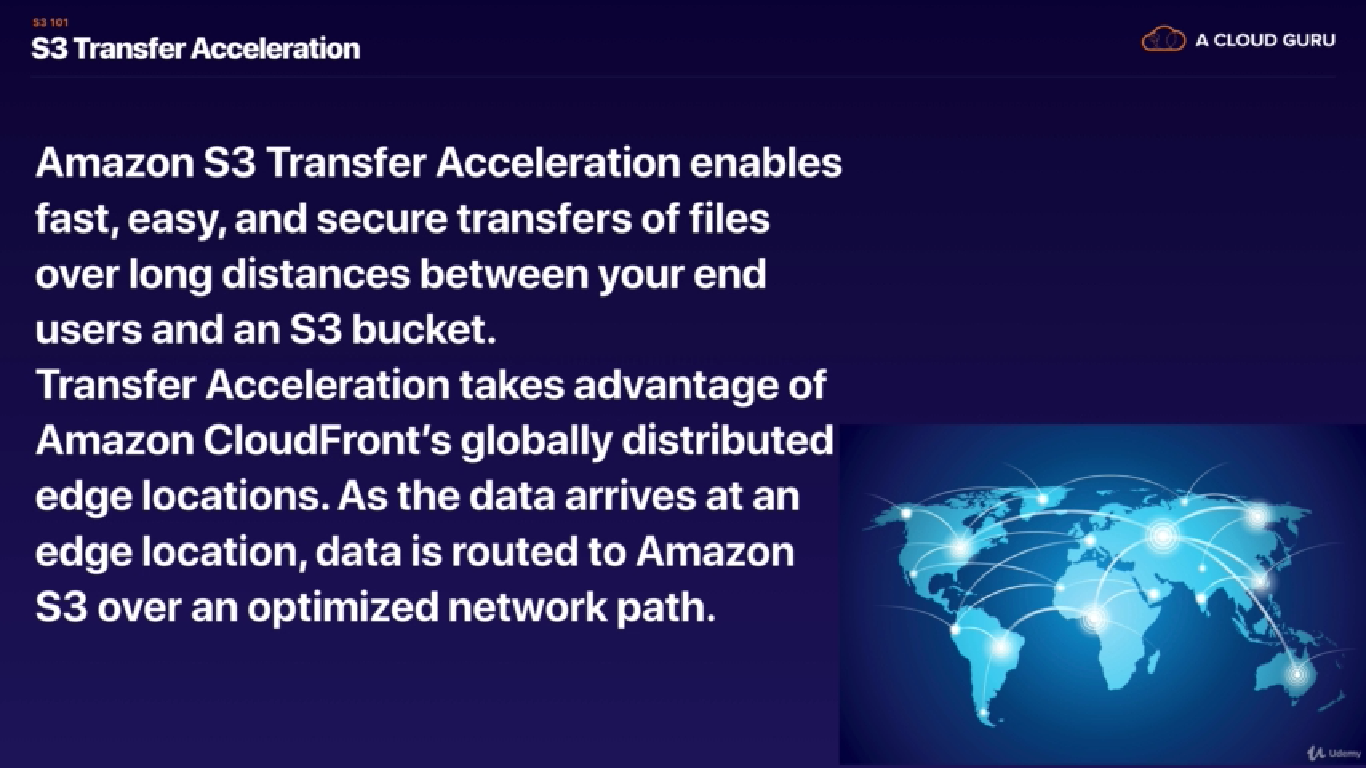 S3 101
S3 Transfer Acceleration
A CLOUD GURU
Amazon S3 Transfer Acceleration enables
fast, easy, and secure transfers of files
over long distances between your end
users and an S3 bucket.
Transfer Acceleration takes advantage of
Amazon CloudFront’s globally distributed
edge locations. As the data arrives at an
edge location, data is routed to Amazon
S3 over an optimized network path.
Udemy